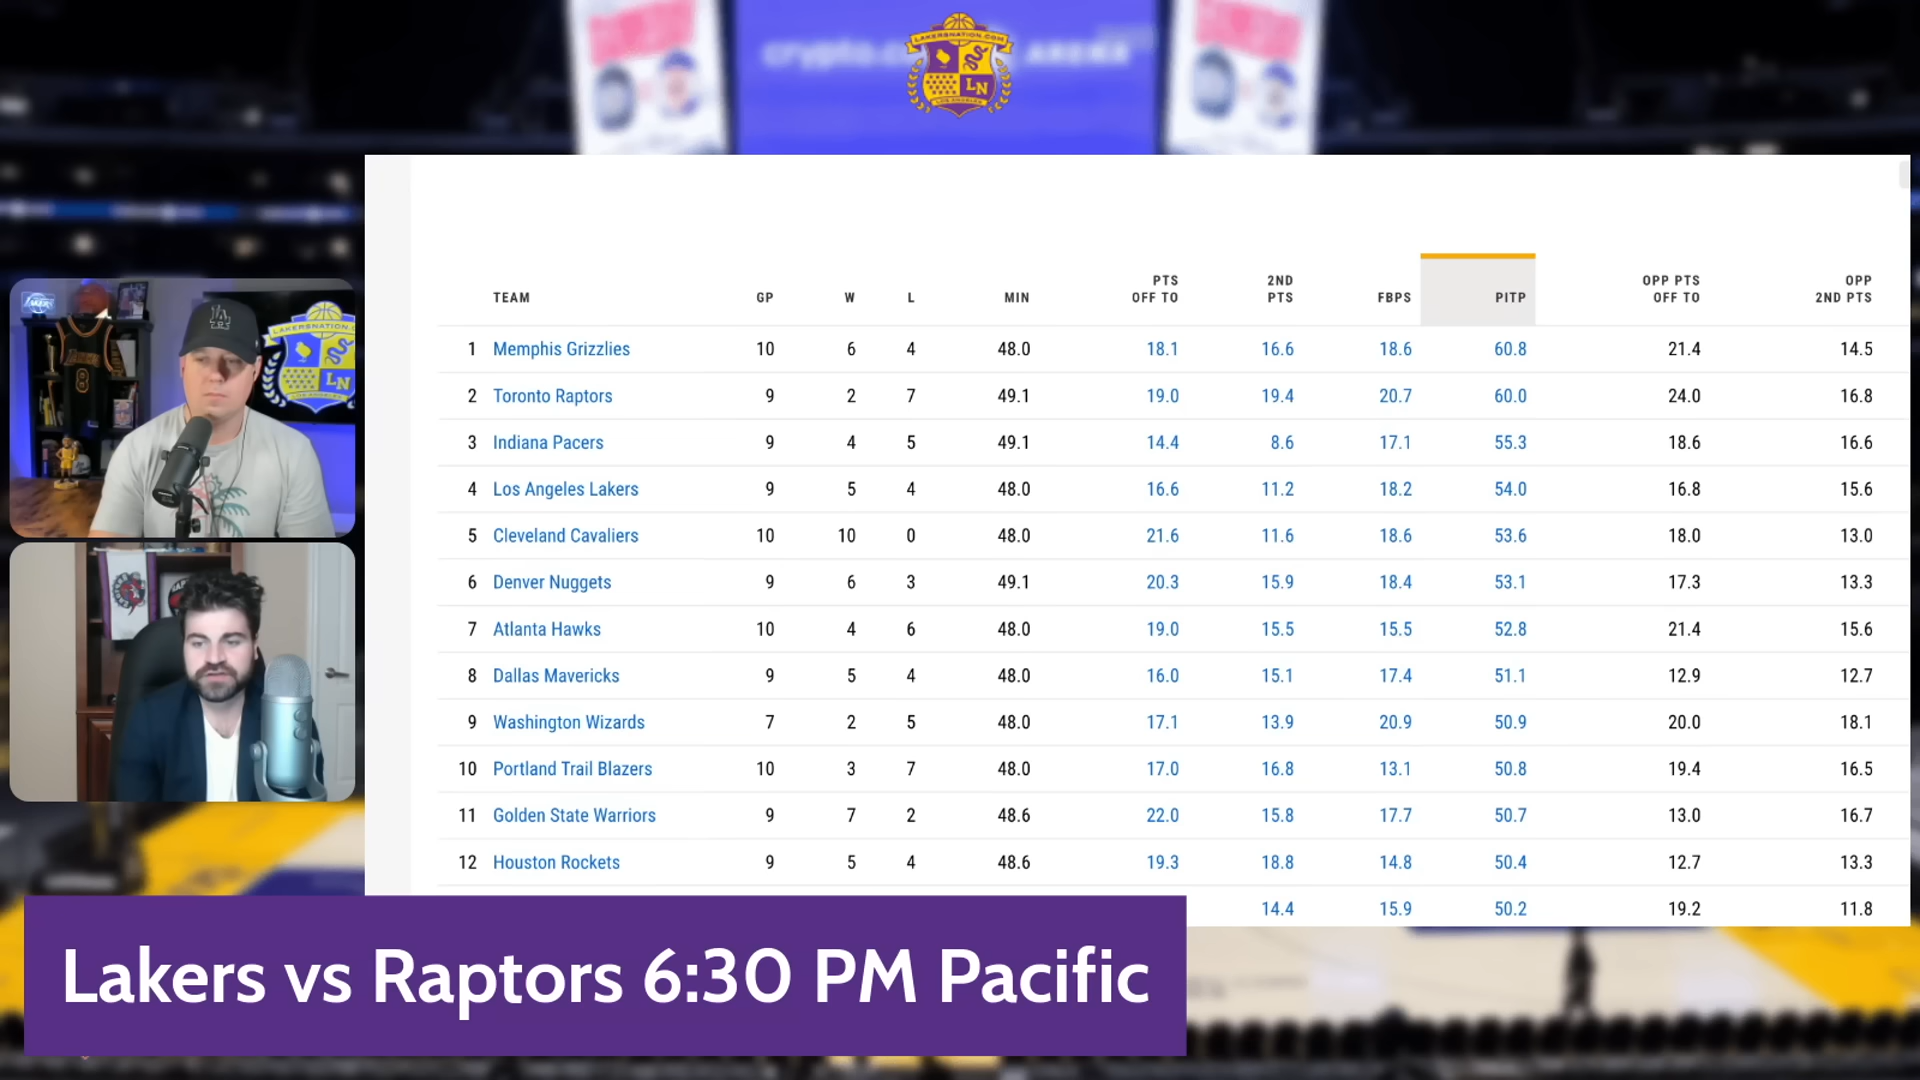 LAKERSNATION.COM
LN
LOS ANGELES
crypto.c ARENA
TEAM GP W L MIN PTS OFF TO 2ND PTS FBPS PITP OPP PTS OFF TO OPP 2ND PTS
1 Memphis Grizzlies 10 6 4 48.0 18.1 16.6 18.6 60.8 21.4 14.5
2 Toronto Raptors 9 2 7 49.1 19.0 19.4 20.7 60.0 24.0 16.8
3 Indiana Pacers 9 4 5 49.1 14.4 8.6 17.1 55.3 18.6 16.6
4 Los Angeles Lakers 9 5 4 48.0 16.6 11.2 18.2 54.0 16.8 15.6
5 Cleveland Cavaliers 10 10 0 48.0 21.6 11.6 18.6 53.6 18.0 13.0
6 Denver Nuggets 9 6 3 49.1 20.3 15.9 18.4 53.1 17.3 13.3
7 Atlanta Hawks 10 4 6 48.0 19.0 15.5 15.5 52.8 21.4 15.6
8 Dallas Mavericks 9 5 4 48.0 16.0 15.1 17.4 51.1 12.9 12.7
9 Washington Wizards 7 2 5 48.0 17.1 13.9 20.9 50.9 20.0 18.1
10 Portland Trail Blazers 10 3 7 48.0 17.0 16.8 13.1 50.8 19.4 16.5
11 Golden State Warriors 9 7 2 48.6 22.0 15.8 17.7 50.7 13.0 16.7
12 Houston Rockets 9 5 4 48.6 19.3 18.8 14.8 50.4 12.7 13.3
14.4 15.9 50.2 19.2 11.8
LA
8
LN
Lakers vs Raptors 6:30 PM Pacific